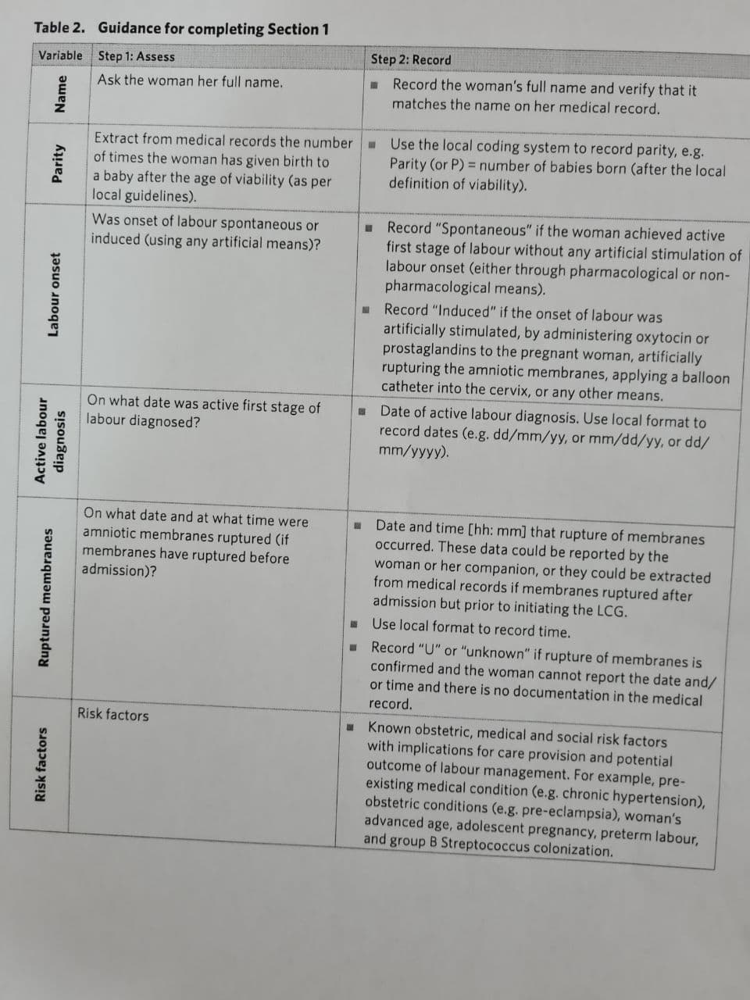 Table 2. Guidance for completing Section 1
Variable Step 1: Assess Step 2: Record
Name
Ask the woman her full name.
■ Record the woman's full name and verify that it
matches the name on her medical record.
Parity
Extract from medical records the number
of times the woman has given birth to
a baby after the age of viability (as per
local guidelines).
■ Use the local coding system to record parity, e.g.
Parity (or P) = number of babies born (after the local
definition of viability).
Labour onset
Was onset of labour spontaneous or
induced (using any artificial means)?
■ Record "Spontaneous" if the woman achieved active
first stage of labour without any artificial stimulation of
labour onset (either through pharmacological or non-
pharmacological means).
■ Record "Induced" if the onset of labour was
artificially stimulated, by administering oxytocin or
prostaglandins to the pregnant woman, artificially
rupturing the amniotic membranes, applying a balloon
catheter into the cervix, or any other means.
Active labour
diagnosis
On what date was active first stage of
labour diagnosed?
■ Date of active labour diagnosis. Use local format to
record dates (e.g. dd/mm/yy, or mm/dd/yy, or dd/
mm/yyyy).
Ruptured membranes
On what date and at what time were
amniotic membranes ruptured (if
membranes have ruptured before
admission)?
■ Date and time [hh: mm] that rupture of membranes
occurred. These data could be reported by the
woman or her companion, or they could be extracted
from medical records if membranes ruptured after
admission but prior to initiating the LCG.
■ Use local format to record time.
■ Record "U" or "unknown" if rupture of membranes is
confirmed and the woman cannot report the date and/
or time and there is no documentation in the medical
record.
Risk factors
Risk factors
■ Known obstetric, medical and social risk factors
with implications for care provision and potential
outcome of labour management. For example, pre-
existing medical condition (e.g. chronic hypertension),
obstetric conditions (e.g. pre-eclampsia), woman's
advanced age, adolescent pregnancy, preterm labour,
and group B Streptococcus colonization.